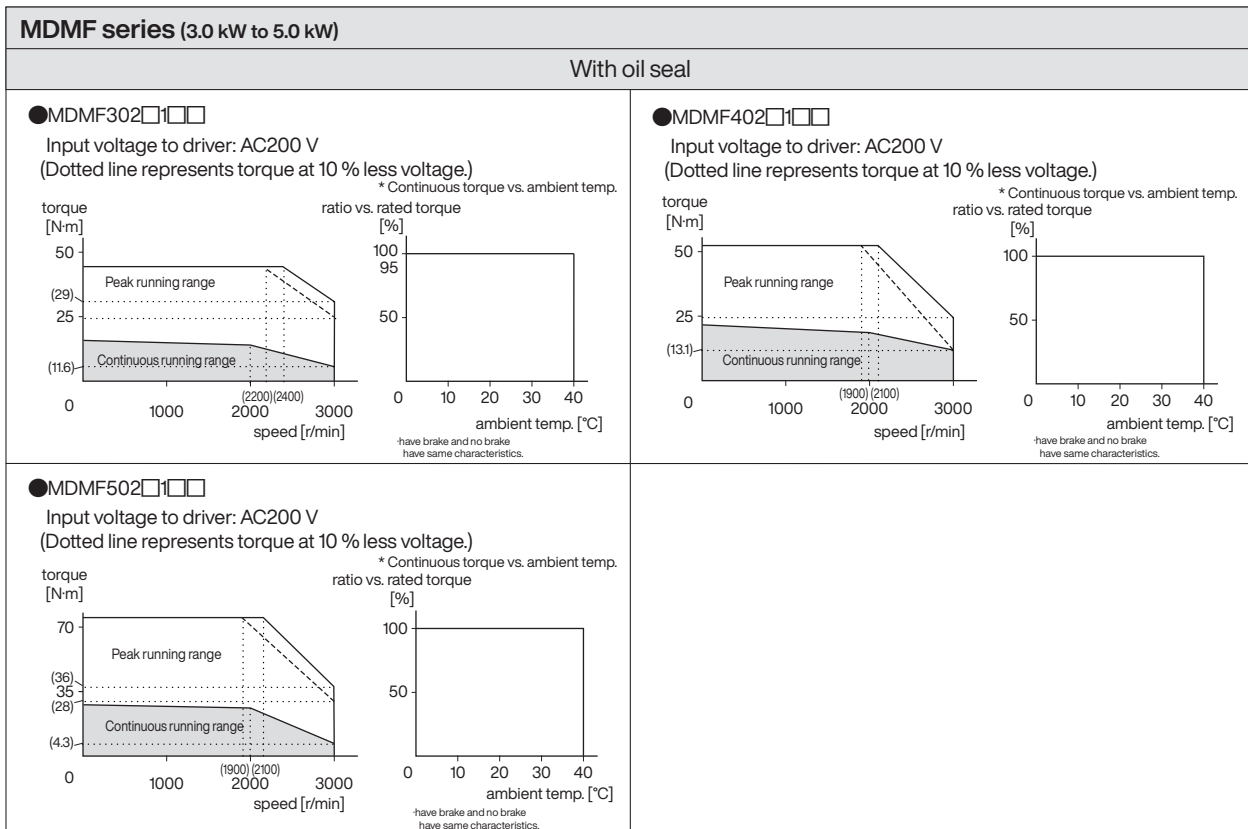 MDMF series (3.0 kW to 5.0 kW)
With oil seal
●MDMF302□1□□
Input voltage to driver: AC200 V
(Dotted line represents torque at 10 % less voltage.)
* Continuous torque vs. ambient temp.
torque
[N·m]
50
(29)
25
(11.6)
0
Peak running range
Continuous running range
1000
2000
3000
(2200)(2400)
speed [r/min]
ratio vs. rated torque
[%]
100
95
50
0
10
20
30
40
ambient temp. [°C]
·have brake and no brake
have same characteristics.
●MDMF402□1□□
Input voltage to driver: AC200 V
(Dotted line represents torque at 10 % less voltage.)
* Continuous torque vs. ambient temp.
torque
[N·m]
50
25
(13.1)
0
Peak running range
Continuous running range
1000
2000
3000
(1900) (2100)
speed [r/min]
ratio vs. rated torque
[%]
100
50
0
10
20
30
40
ambient temp. [°C]
·have brake and no brake
have same characteristics.
●MDMF502□1□□
Input voltage to driver: AC200 V
(Dotted line represents torque at 10 % less voltage.)
* Continuous torque vs. ambient temp.
torque
[N·m]
70
(36)
35
(28)
(4.3)
0
Peak running range
Continuous running range
1000
2000
3000
(1900) (2100)
speed [r/min]
ratio vs. rated torque
[%]
100
50
0
10
20
30
40
ambient temp. [°C]
·have brake and no brake
have same characteristics.